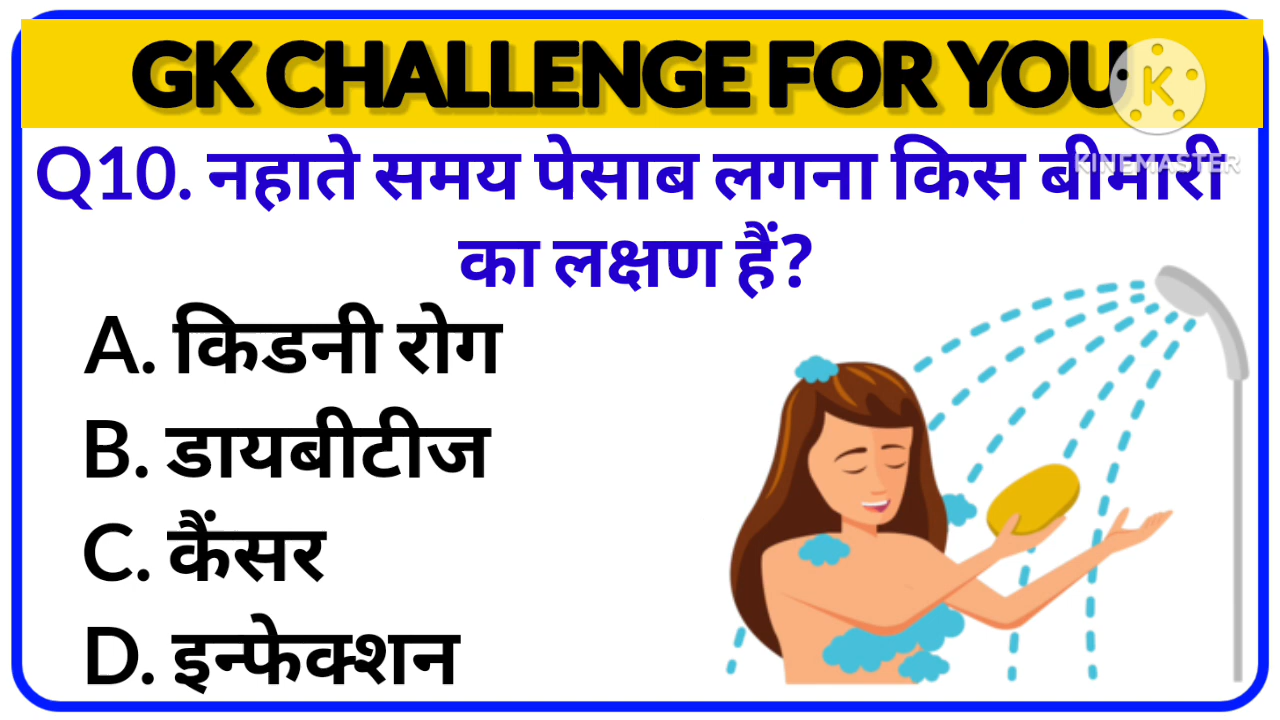 GK CHALLENGE FOR YOU
K
KINEMASTER
Q10. नहाते समय पेसाब लगना किस बीमारी
का लक्षण हैं?
A. किडनी रोग
B. डायबीटीज
C. कैंसर
D. इन्फेक्शन